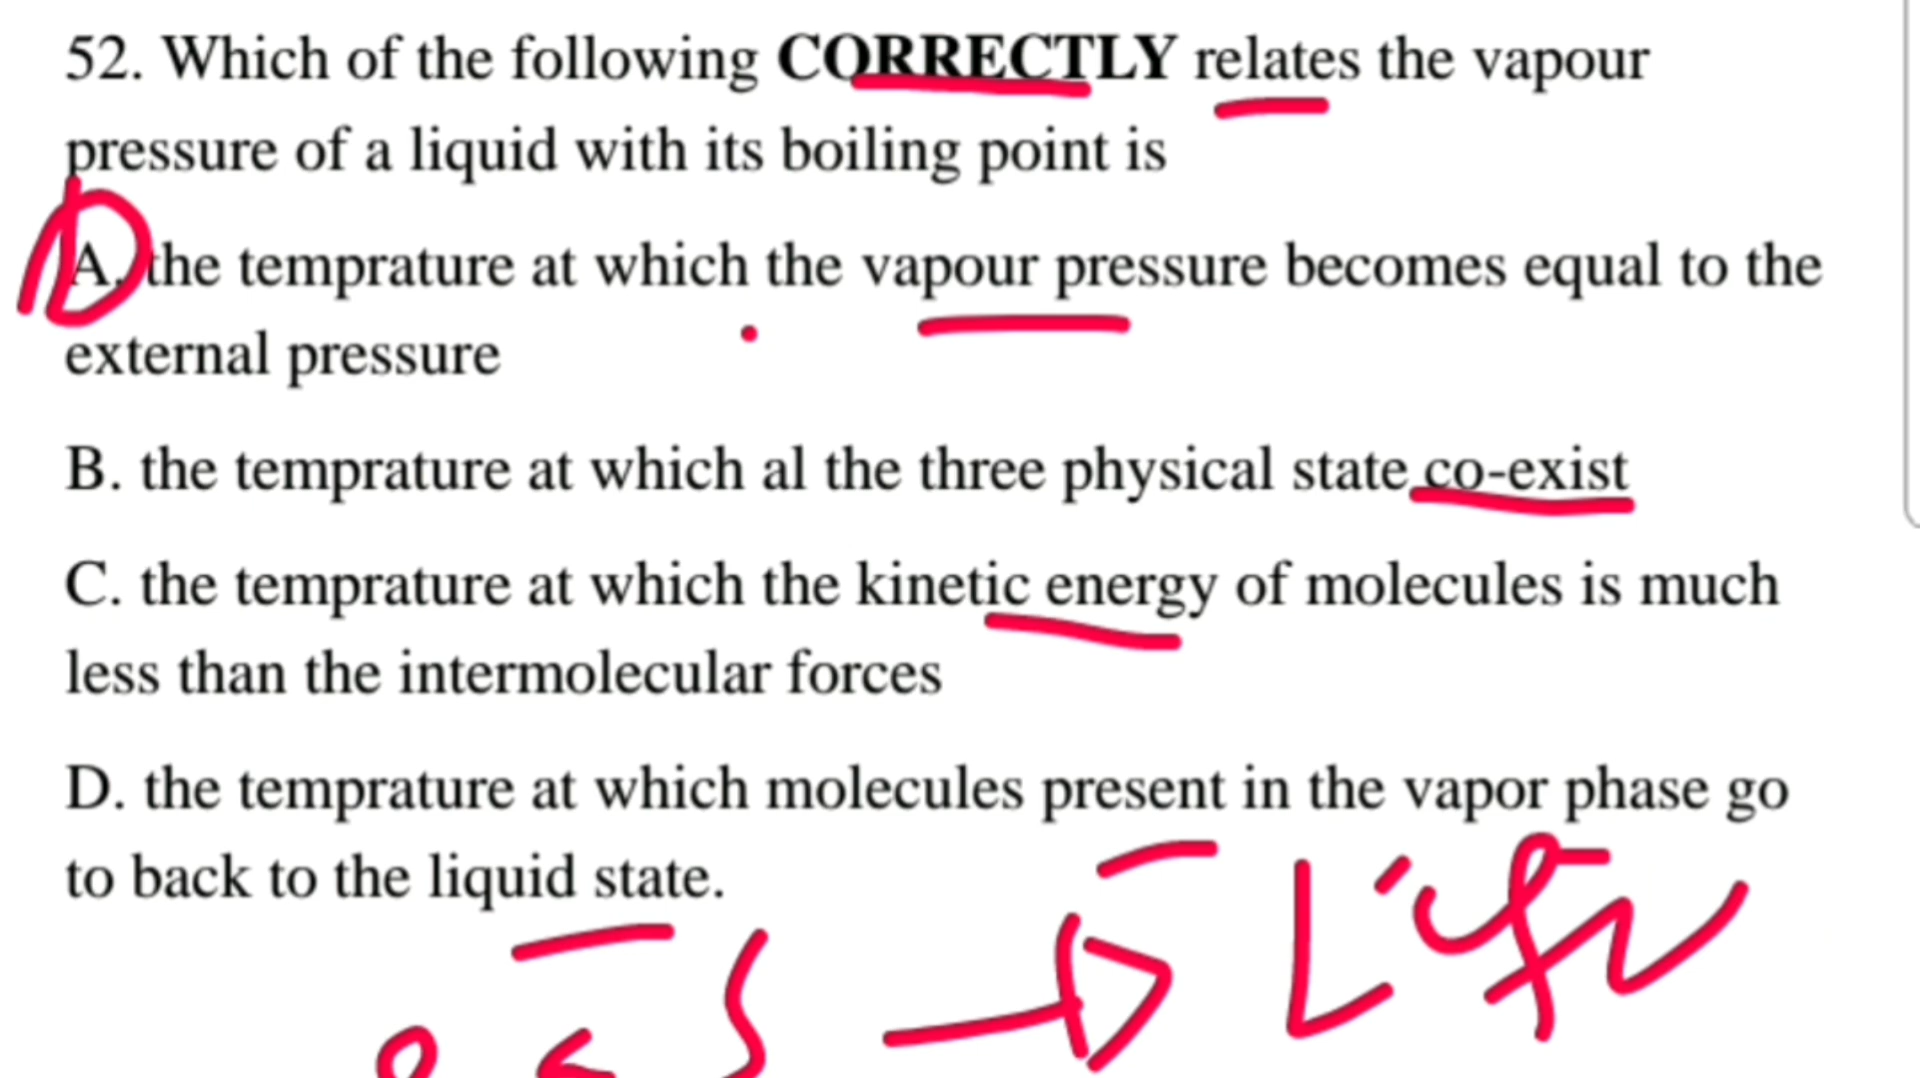 52. Which of the following CORRECTLY relates the vapour
pressure of a liquid with its boiling point is
A. the temprature at which the vapour pressure becomes equal to the
external pressure
B. the temprature at which al the three physical state co-exist
C. the temprature at which the kinetic energy of molecules is much
less than the intermolecular forces
D. the temprature at which molecules present in the vapor phase go
to back to the liquid state.